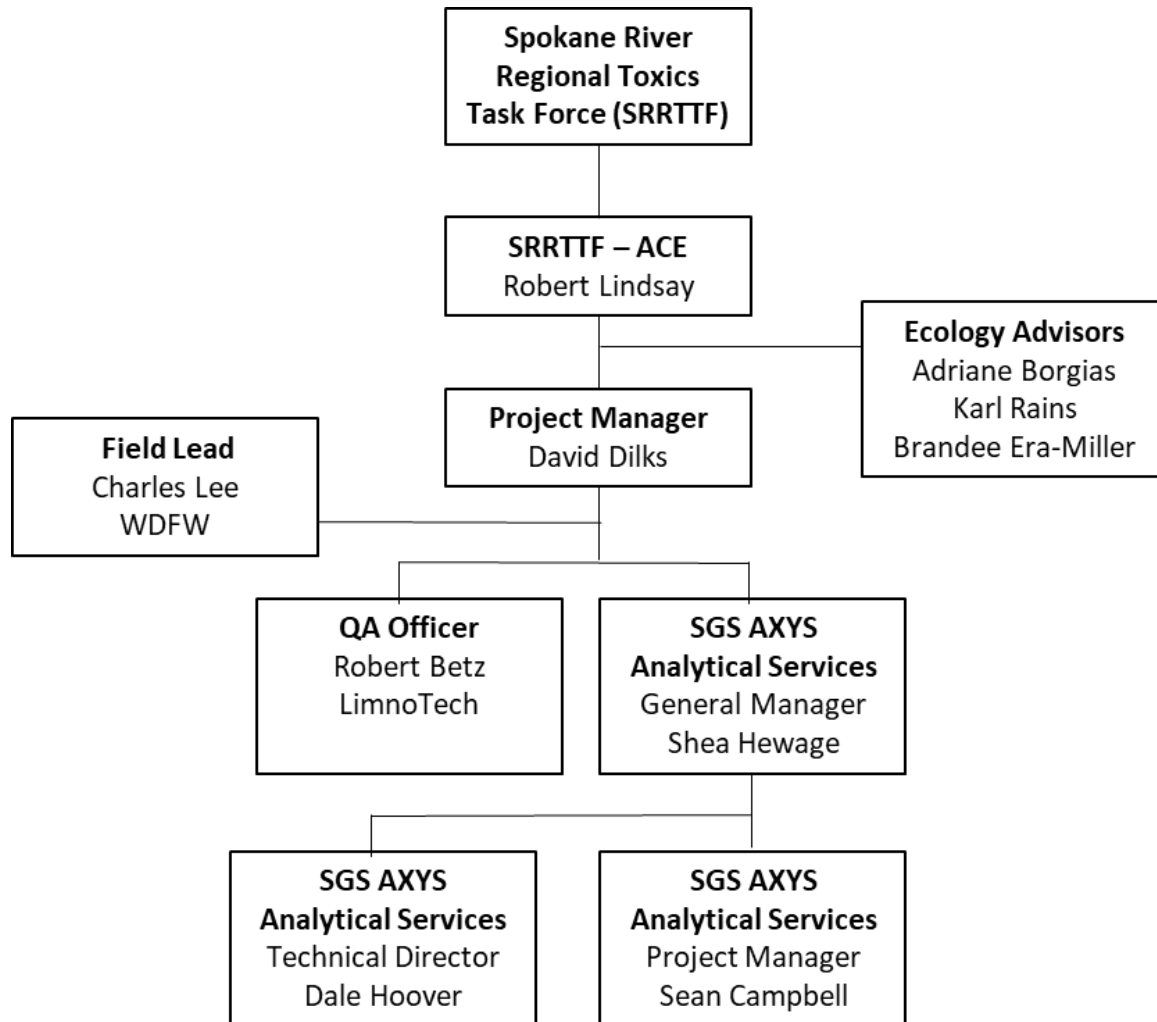 Spokane River
Regional Toxics
Task Force (SRRTTF)
SRRTTF – ACE
Robert Lindsay
Ecology Advisors
Adriane Borgias
Karl Rains
Brandee Era-Miller
Project Manager
David Dilks
Field Lead
Charles Lee
WDFW
QA Officer
Robert Betz
LimnoTech
SGS AXYS
Analytical Services
General Manager
Shea Hewage
SGS AXYS
Analytical Services
Technical Director
Dale Hoover
SGS AXYS
Analytical Services
Project Manager
Sean Campbell